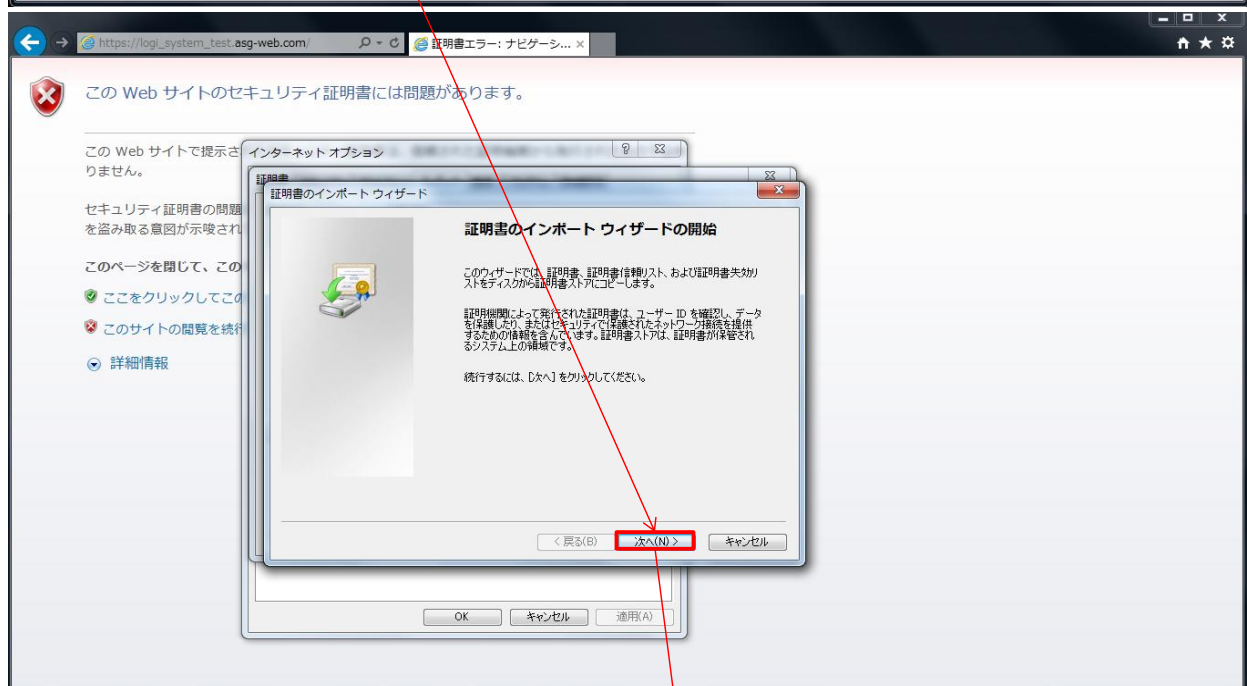 https://logi_system_test.asg-web.com/
証明書エラー: ナビゲーシ...
この Web サイトのセキュリティ証明書には問題があります。
この Web サイトで提示さ
りません。
セキュリティ証明書の問題
を盗み取る意図が示唆され
このページを閉じて、この
ここをクリックしてこの
このサイトの閲覧を続行
詳細情報
インターネット オプション
証明書
証明書のインポート ウィザード
証明書のインポート ウィザードの開始
このウィザードでは、証明書、証明書信頼リスト、および証明書失効リ
ストをディスクから証明書ストアにコピーします。
証明機関によって発行された証明書は、ユーザー ID を確認し、データ
を保護したり、またはセキュリティで保護されたネットワーク接続を提供
するための情報を含んでいます。証明書ストアは、証明書が保管され
るシステム上の領域です。
続行するには、[次へ] をクリックしてください。
< 戻る(B)
次へ(N) >
キャンセル
OK
キャンセル
適用(A)